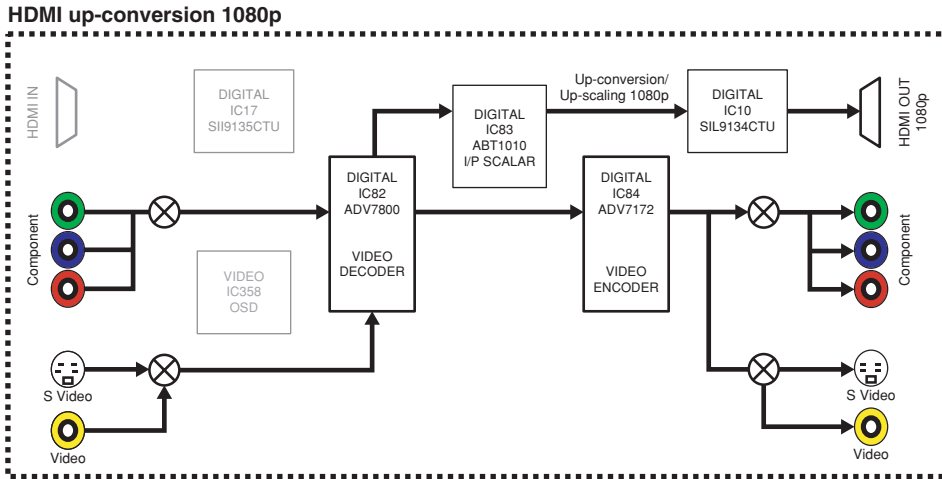 HDMI up-conversion 1080p
HDMI IN
DIGITAL
IC17
SII9135CTU
DIGITAL
IC83
ABT1010
I/P SCALAR
Up-conversion/
Up-scaling 1080p
DIGITAL
IC10
SIL9134CTU
HDMI OUT
1080p
Component
DIGITAL
IC82
ADV7800
VIDEO
DECODER
DIGITAL
IC84
ADV7172
VIDEO
ENCODER
Component
VIDEO
IC358
OSD
S Video
S Video
Video
Video